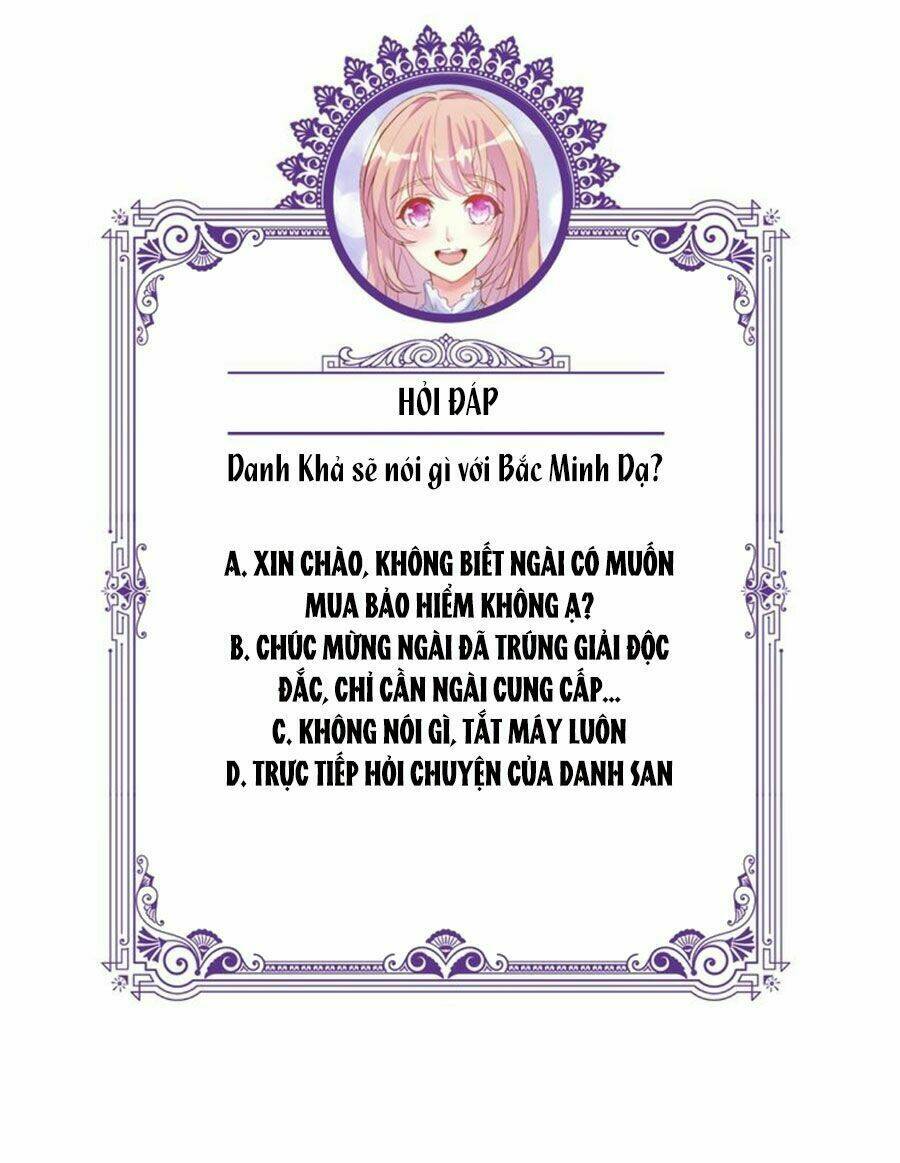 HỎI ĐÁP
Danh Khả sẽ nói gì với Bắc Minh Dạ?
A. XIN CHÀO, KHÔNG BIẾT NGÀI CÓ MUỐN
MUA BẢO HIỂM KHÔNG Ạ?
B. CHÚC MỪNG NGÀI ĐÃ TRÚNG GIẢI ĐỘC
ĐẮC, CHỈ CẦN NGÀI CUNG CẤP...
C. KHÔNG NÓI GÌ, TẮT MÁY LUÔN
D. TRỰC TIẾP HỎI CHUYỆN CỦA DANH SAN